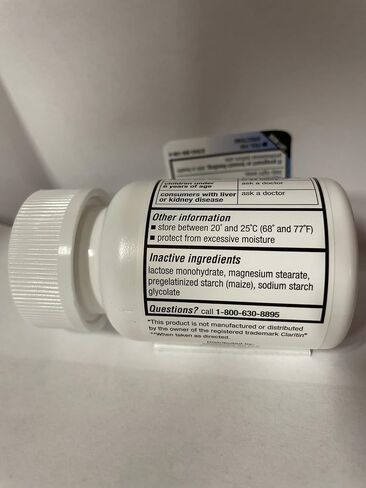 children under
6 years of age
ask a doctor
consumers with liver
or kidney disease
ask a doctor
Other information
■ store between 20˚ and 25˚C (68˚ and 77˚F)
■ protect from excessive moisture
Inactive ingredients
lactose monohydrate, magnesium stearate,
pregelatinized starch (maize), sodium starch
glycolate
Questions? call 1-800-630-8895
*This product is not manufactured or distributed
by the owner of the registered trademark Claritin®
**When taken as directed.